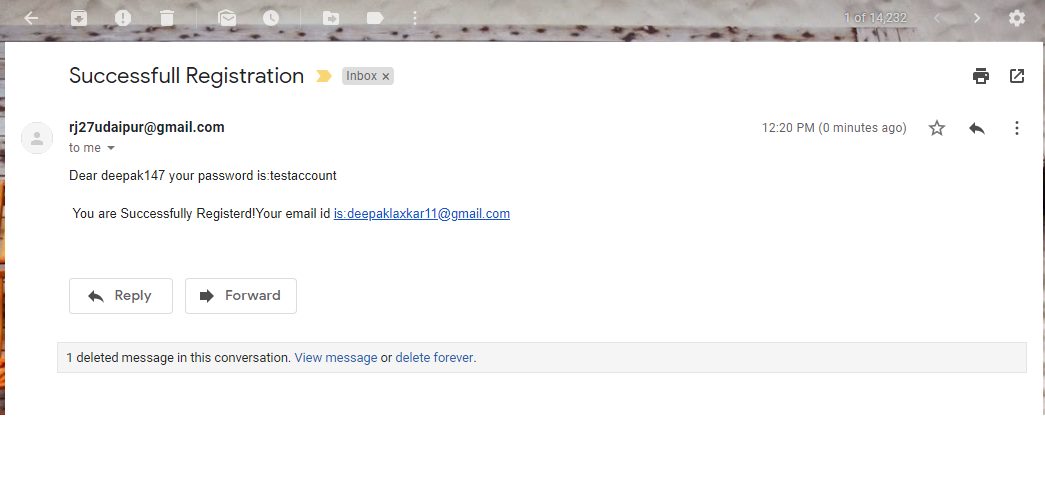 1 of 14,232
Successfull Registration Inbox x
rj27udaipur@gmail.com 12:20 PM (0 minutes ago)
to me
Dear deepak147 your password is:testaccount
You are Successfully Registerd!Your email id is:deepaklaxkar11@gmail.com
Reply Forward
1 deleted message in this conversation. View message or delete forever.